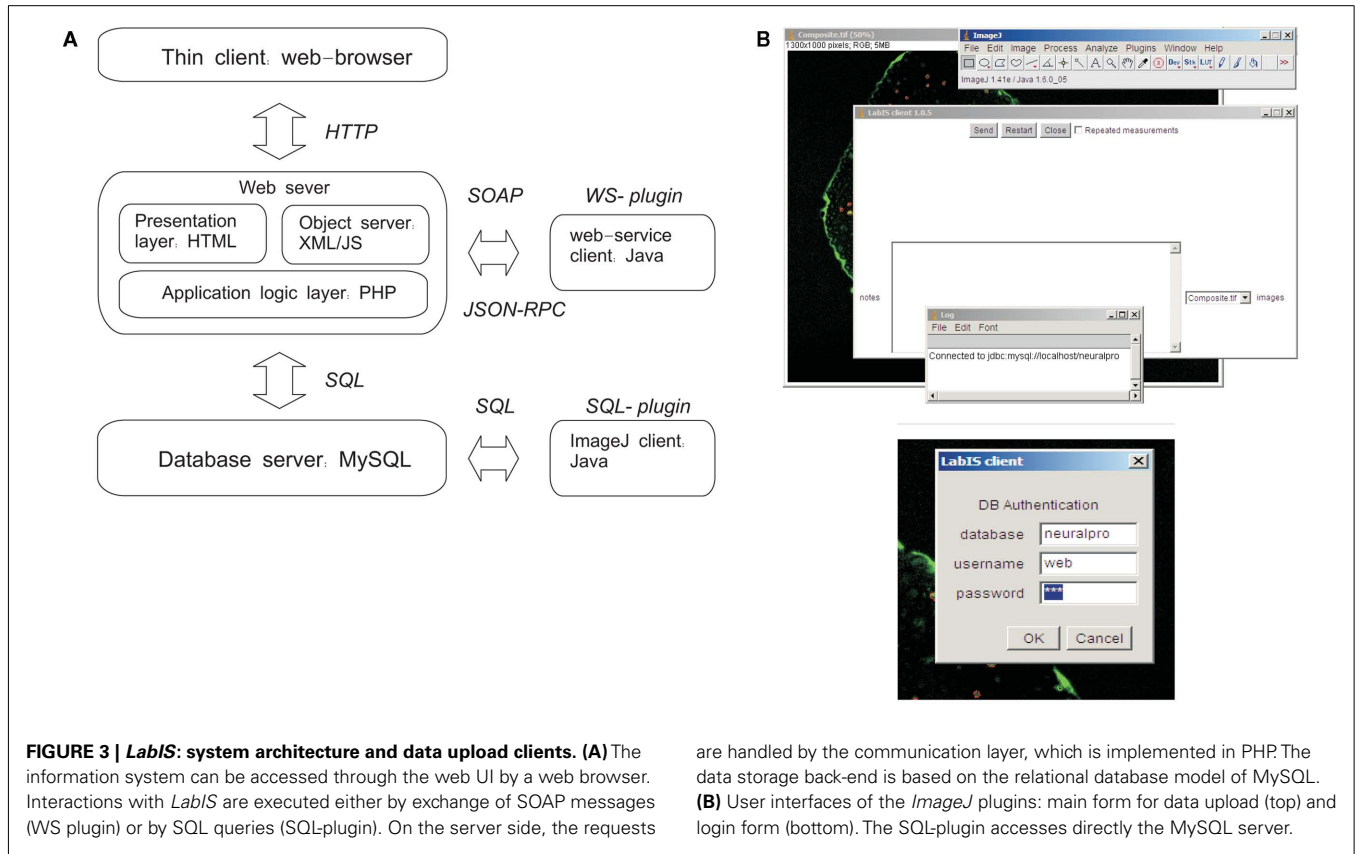 A
Thin client: web-browser
HTTP
Web sever
Presentation
layer: HTML
Object server:
XML/JS
Application logic layer: PHP
SOAP
JSON-RPC
WS- plugin
web-service
client: Java
SQL
Database server: MySQL
SQL
SQL- plugin
ImageJ client:
Java
B
Composite.tif (50%)
1300x1000 pixels; RGB; 5MB
ImageJ
File Edit Image Process Analyze Plugins Window Help
A Dev Stk LUT >>
ImageJ 1.41e / Java 1.6.0_05
LabIS client 1.0.5
Send Restart Close Repeated measurements
notes
Composite.tif images
Log
File Edit Font
Connected to jdbc:mysql://localhost/neuralpro
LabIS client
DB Authentication
database neuralpro
username web
password ***
OK Cancel
FIGURE 3 | LabIS: system architecture and data upload clients. (A) The
information system can be accessed through the web UI by a web browser.
Interactions with LabIS are executed either by exchange of SOAP messages
(WS plugin) or by SQL queries (SQL-plugin). On the server side, the requests
are handled by the communication layer, which is implemented in PHP. The
data storage back-end is based on the relational database model of MySQL.
(B) User interfaces of the ImageJ plugins: main form for data upload (top) and
login form (bottom). The SQL-plugin accesses directly the MySQL server.